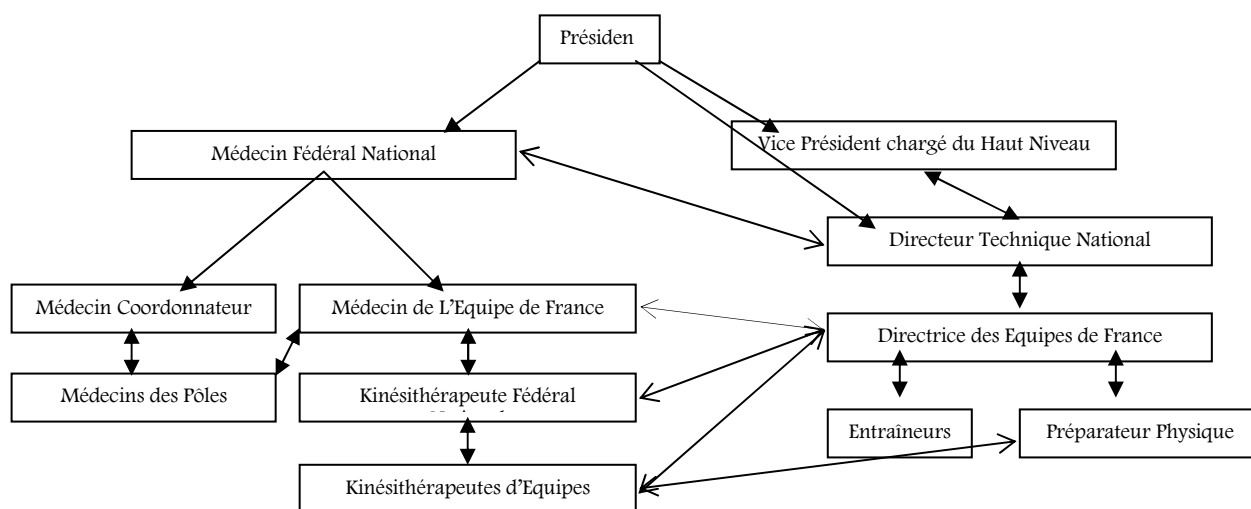 Présiden
Médecin Fédéral National
Vice Président chargé du Haut Niveau
Directeur Technique National
Médecin Coordonnateur
Médecin de L'Equipe de France
Directrice des Equipes de France
Médecins des Pôles
Kinésithérapeute Fédéral
Entraîneurs
Préparateur Physique
Kinésithérapeutes d'Equipes